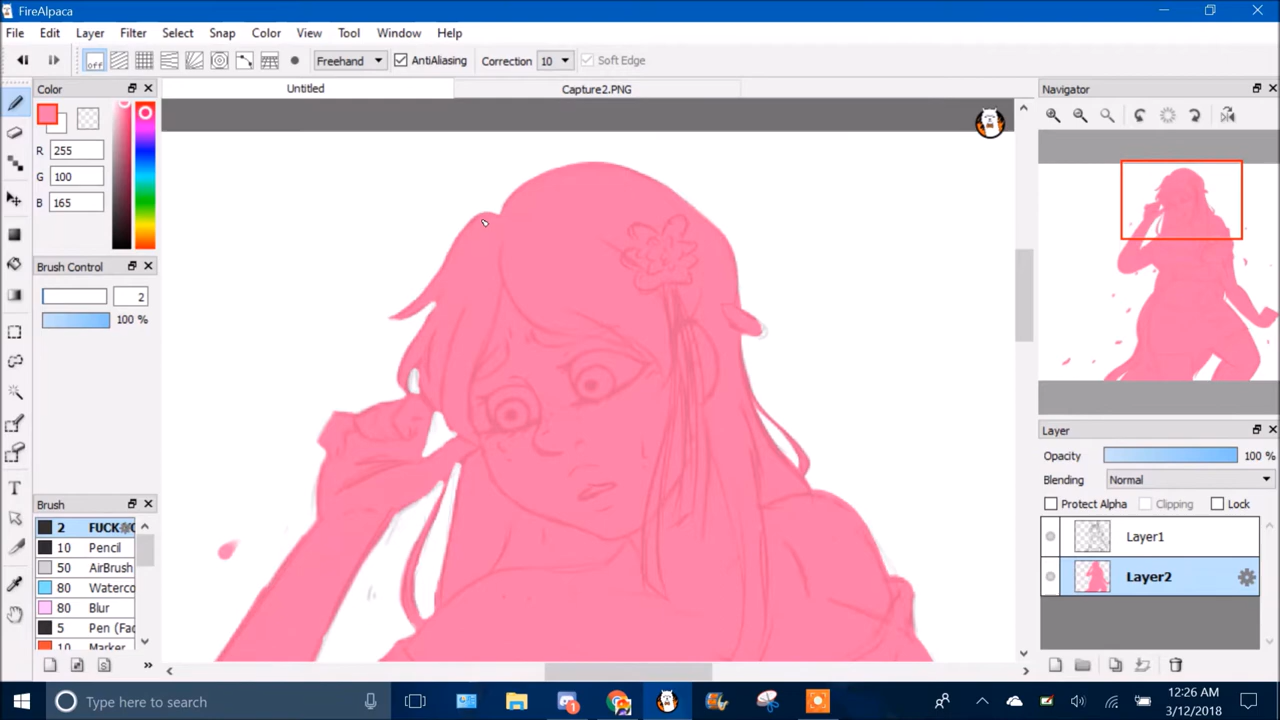 FireAlpaca
File Edit Layer Filter Select Snap Color View Tool Window Help
off Freehand AntiAliasing Correction 10 Soft Edge
Color Untitled Capture2.PNG Navigator
R 255
G 100
B 165
Brush Control
2
100 %
Layer
Opacity 100 %
Blending Normal
Protect Alpha Clipping Lock
Layer1
Layer2
Brush
2
10 Pencil
50 AirBrush
80 Waterco
80 Blur
5 Pen (Fac
10 Marker
Type here to search
12:26 AM
3/12/2018